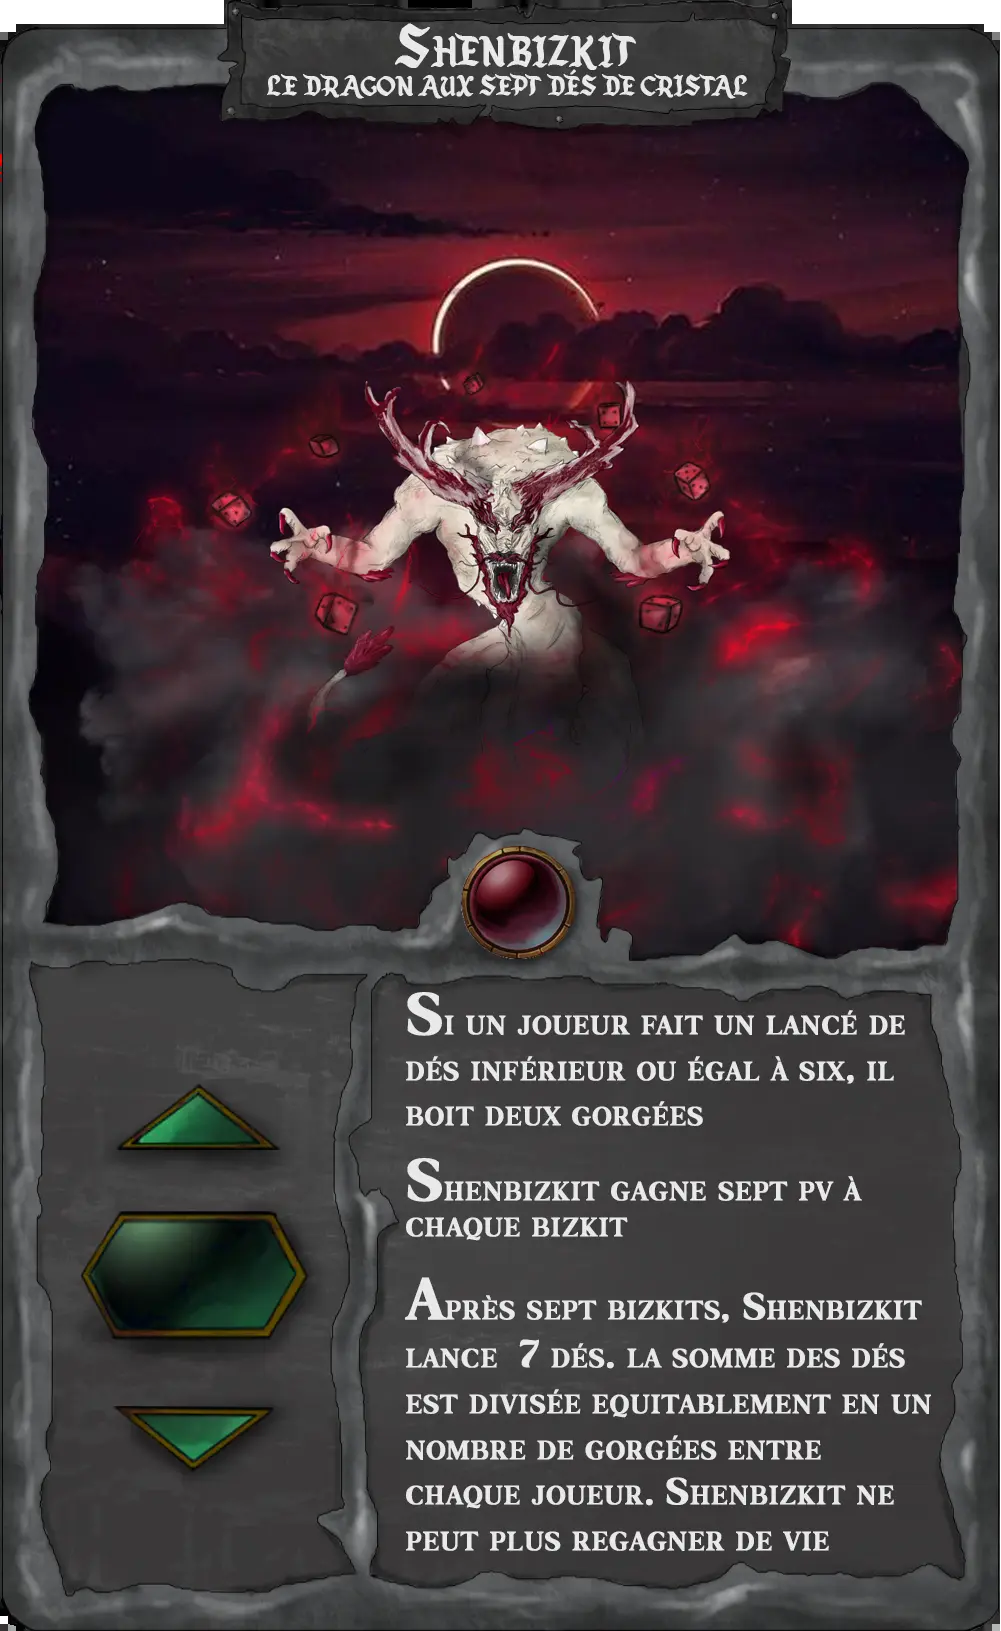 Shenbizkit
le dragon aux sept dés de cristal
Si un joueur fait un lancé de
dés inférieur ou égal à six, il
boit deux gorgées
Shenbizkit gagne sept pv à
chaque bizkit
Après sept bizkits, Shenbizkit
lance 7 dés. la somme des dés
est divisée equitablement en un
nombre de gorgées entre
chaque joueur. Shenbizkit ne
peut plus regagner de vie